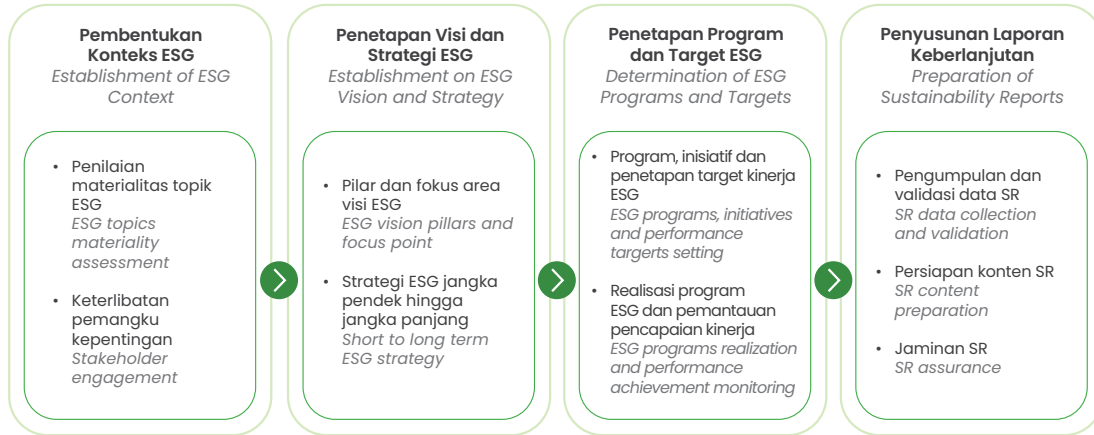 Pembentukan
Konteks ESG
Establishment of ESG
Context
• Penilaian
materialitas topik
ESG
ESG topics
materiality
assessment
• Keterlibatan
pemangku
kepentingan
Stakeholder
engagement
Penetapan Visi dan
Strategi ESG
Establishment on ESG
Vision and Strategy
• Pilar dan fokus area
visi ESG
ESG vision pillars and
focus point
• Strategi ESG jangka
pendek hingga
jangka panjang
Short to long term
ESG strategy
Penetapan Program
dan Target ESG
Determination of ESG
Programs and Targets
• Program, inisiatif dan
penetapan target kinerja
ESG
ESG programs, initiatives
and performance
targerts setting
• Realisasi program
ESG dan pemantauan
pencapaian kinerja
ESG programs realization
and performance
achievement monitoring
Penyusunan Laporan
Keberlanjutan
Preparation of
Sustainability Reports
• Pengumpulan dan
validasi data SR
SR data collection
and validation
• Persiapan konten SR
SR content
preparation
• Jaminan SR
SR assurance